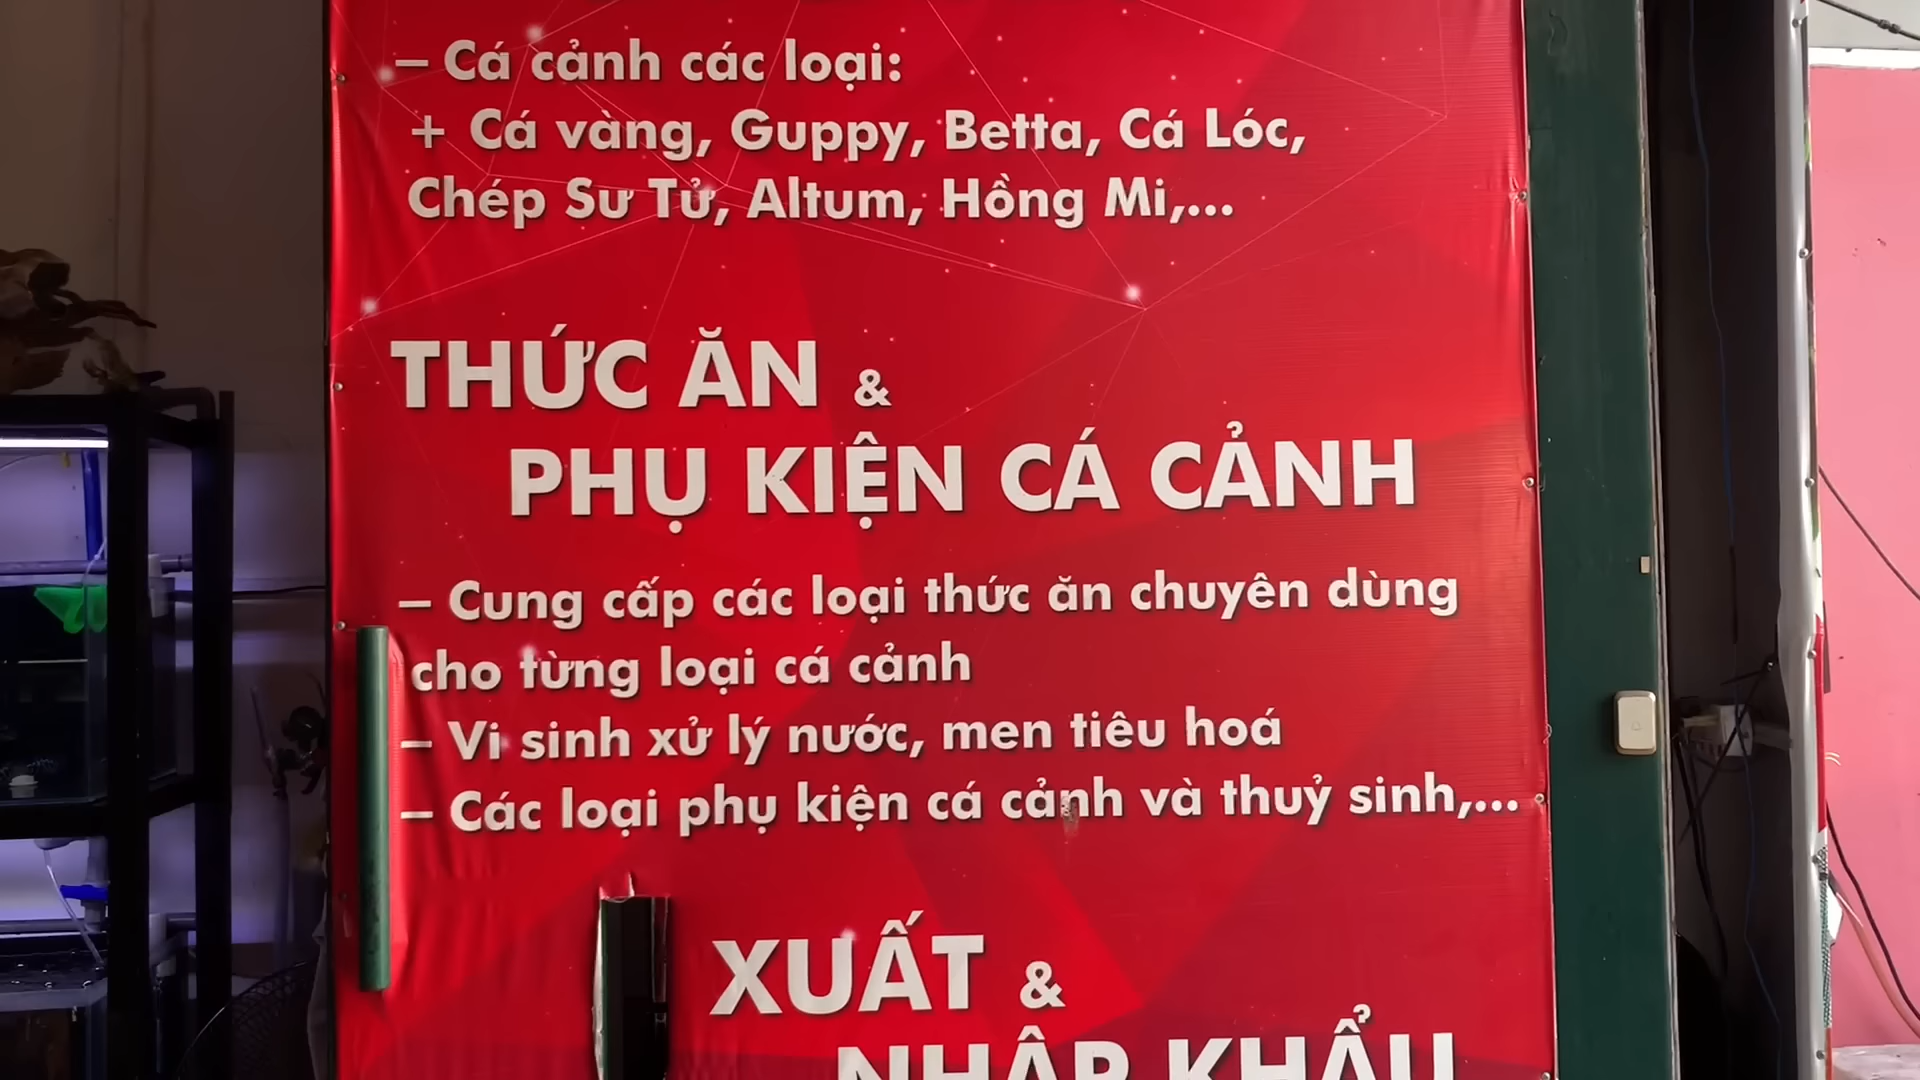 – Cá cảnh các loại:
+ Cá vàng, Guppy, Betta, Cá Lóc,
Chép Sư Tử, Altum, Hồng Mi,...
THỨC ĂN &
PHỤ KIỆN CÁ CẢNH
– Cung cấp các loại thức ăn chuyên dùng
cho từng loại cá cảnh
– Vi sinh xử lý nước, men tiêu hoá
– Các loại phụ kiện cá cảnh và thuỷ sinh,...
XUẤT &
NHẬP KHẨU